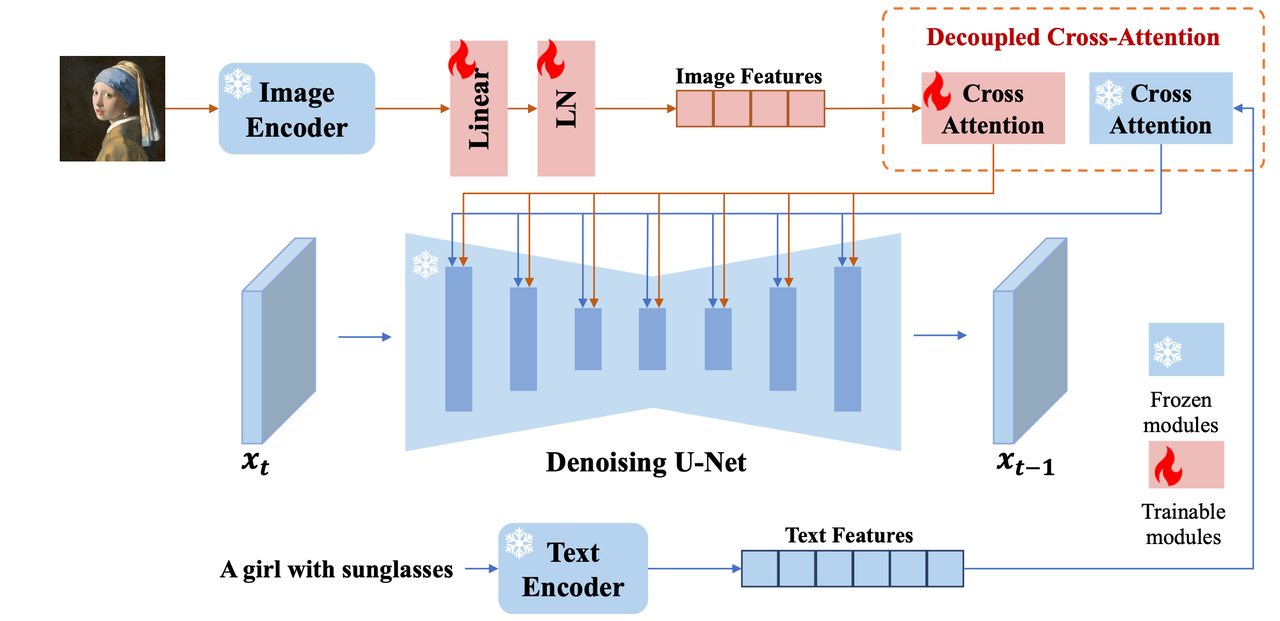 Decoupled Cross-Attention
Image
Encoder
Linear
LN
Image Features
Cross
Attention
Cross
Attention
x_t
Denoising U-Net
x_{t−1}
Frozen
modules
Trainable
modules
A girl with sunglasses
Text
Encoder
Text Features